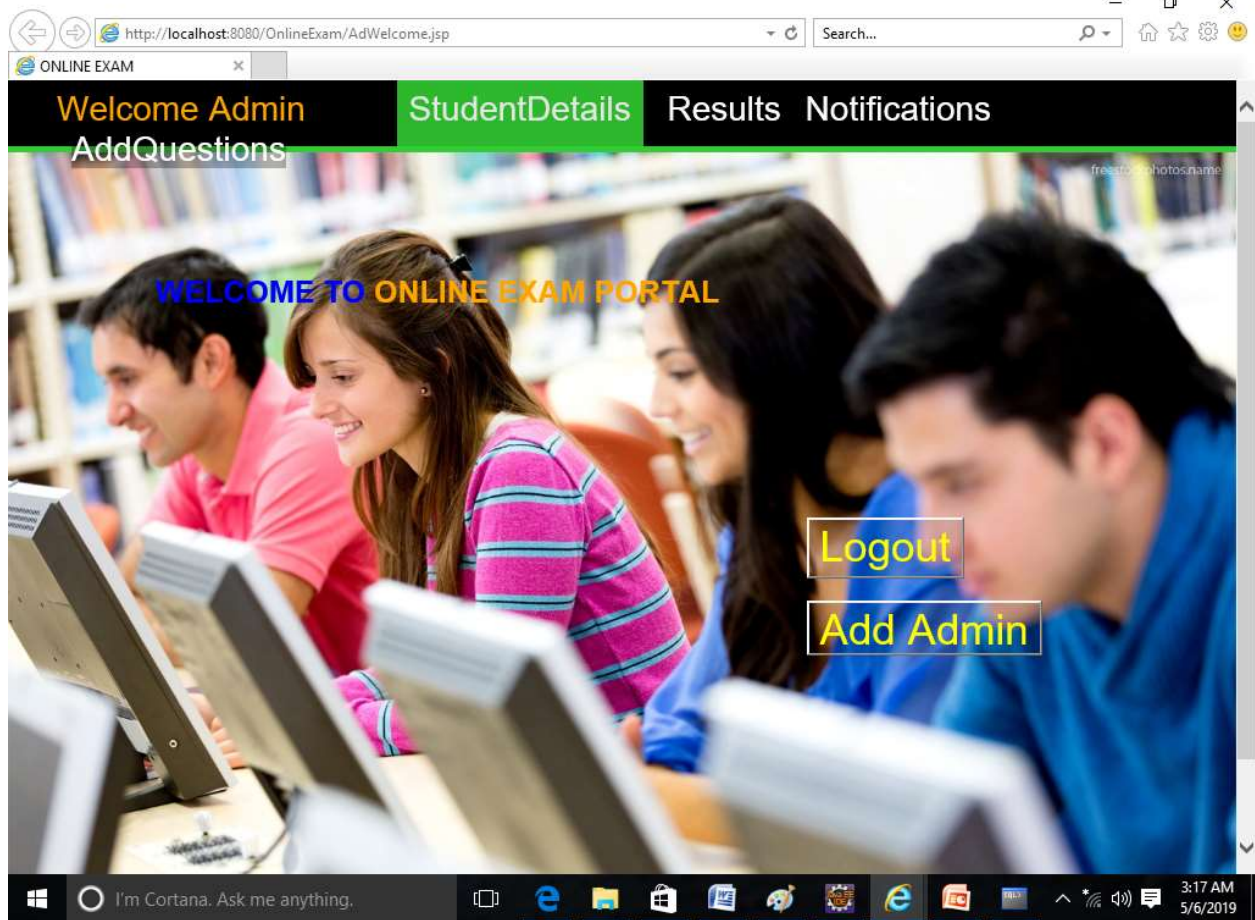 http://localhost:8080/OnlineExam/AdWelcome.jsp
Search...
ONLINE EXAM
Welcome Admin StudentDetails Results Notifications
AddQuestions
WELCOME TO ONLINE EXAM PORTAL
Logout
Add Admin
I'm Cortana. Ask me anything.
3:17 AM
5/6/2019